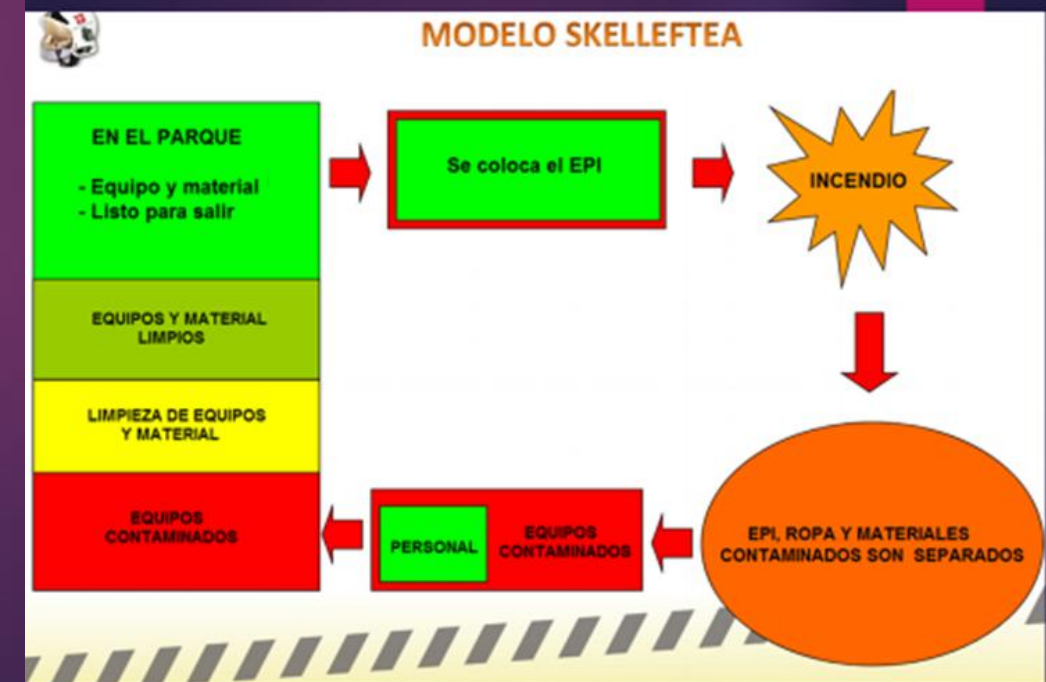 MODELO SKELLEFTEA
EN EL PARQUE
- Equipo y material
- Listo para salir
Se coloca el EPI
INCENDIO
EQUIPOS Y MATERIAL
LIMPIOS
LIMPIEZA DE EQUIPOS
Y MATERIAL
EQUIPOS
CONTAMINADOS
PERSONAL
EQUIPOS
CONTAMINADOS
EPI, ROPA Y MATERIALES
CONTAMINADOS SON SEPARADOS